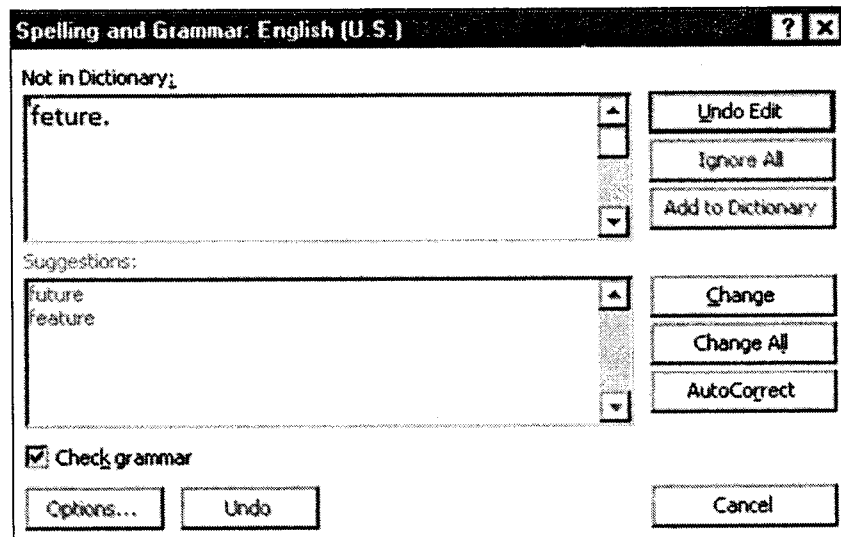 Spelling and Grammar: English (U.S.)
Not in Dictionary:
feture.
Undo Edit
Ignore All
Add to Dictionary
Suggestions:
future
feature
Change
Change All
AutoCorrect
Check grammar
Options...
Undo
Cancel